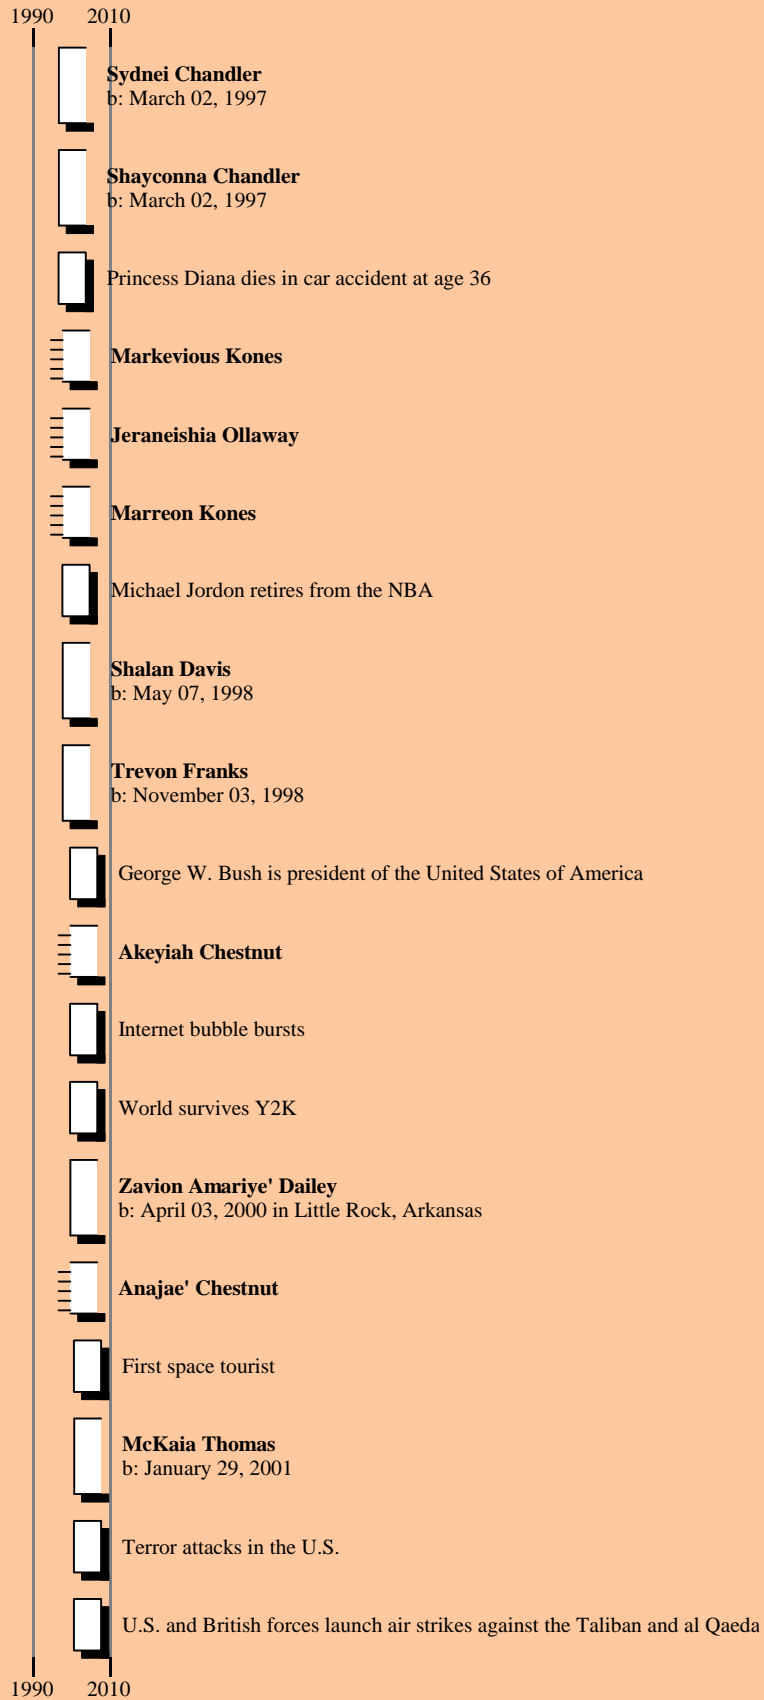 1990 2010
Sydnei Chandler
b: March 02, 1997
Shayconna Chandler
b: March 02, 1997
Princess Diana dies in car accident at age 36
Markevious Kones
Jeraneishia Ollaway
Marreon Kones
Michael Jordon retires from the NBA
Shalan Davis
b: May 07, 1998
Trevon Franks
b: November 03, 1998
George W. Bush is president of the United States of America
Akeyiah Chestnut
Internet bubble bursts
World survives Y2K
Zavion Amariye' Dailey
b: April 03, 2000 in Little Rock, Arkansas
Anajae' Chestnut
First space tourist
McKaia Thomas
b: January 29, 2001
Terror attacks in the U.S.
U.S. and British forces launch air strikes against the Taliban and al Qaeda
1990 2010